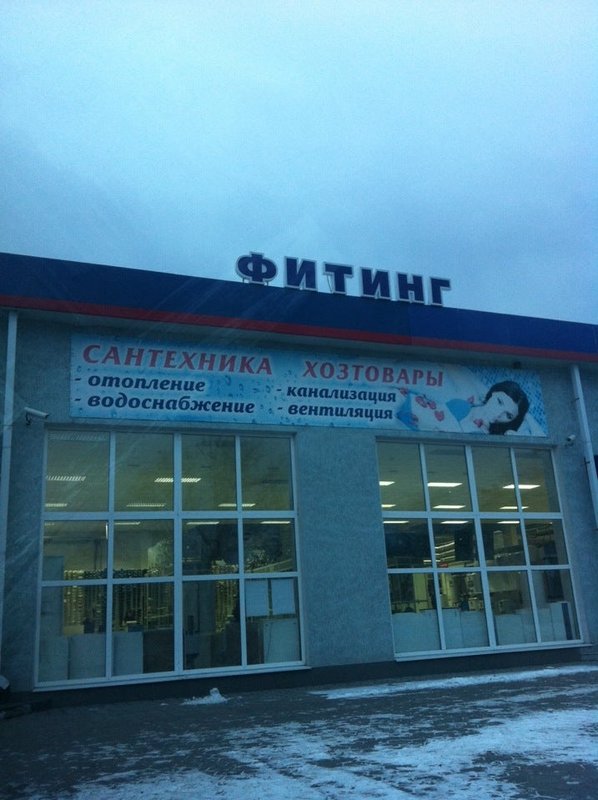 ФИТИНГ
САНТЕХНИКА ХОЗТОВАРЫ
- отопление - канализация
- водоснабжение - вентиляция